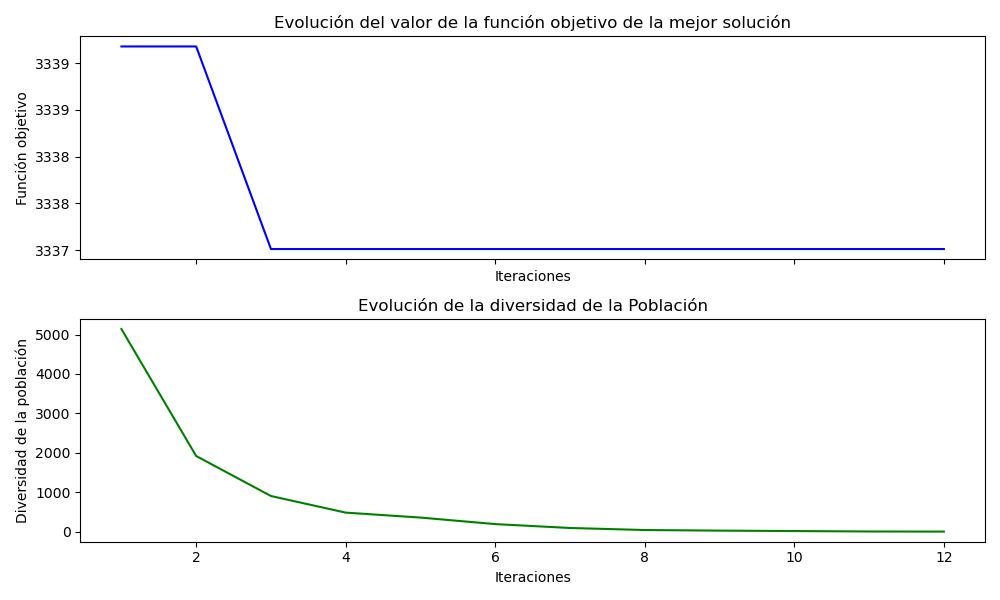 Evolución del valor de la función objetivo de la mejor solución
3339
3339
3338
3338
3337
Función objetivo
Iteraciones
Evolución de la diversidad de la Población
5000
4000
3000
2000
1000
0
Diversidad de la población
2 4 6 8 10 12
Iteraciones